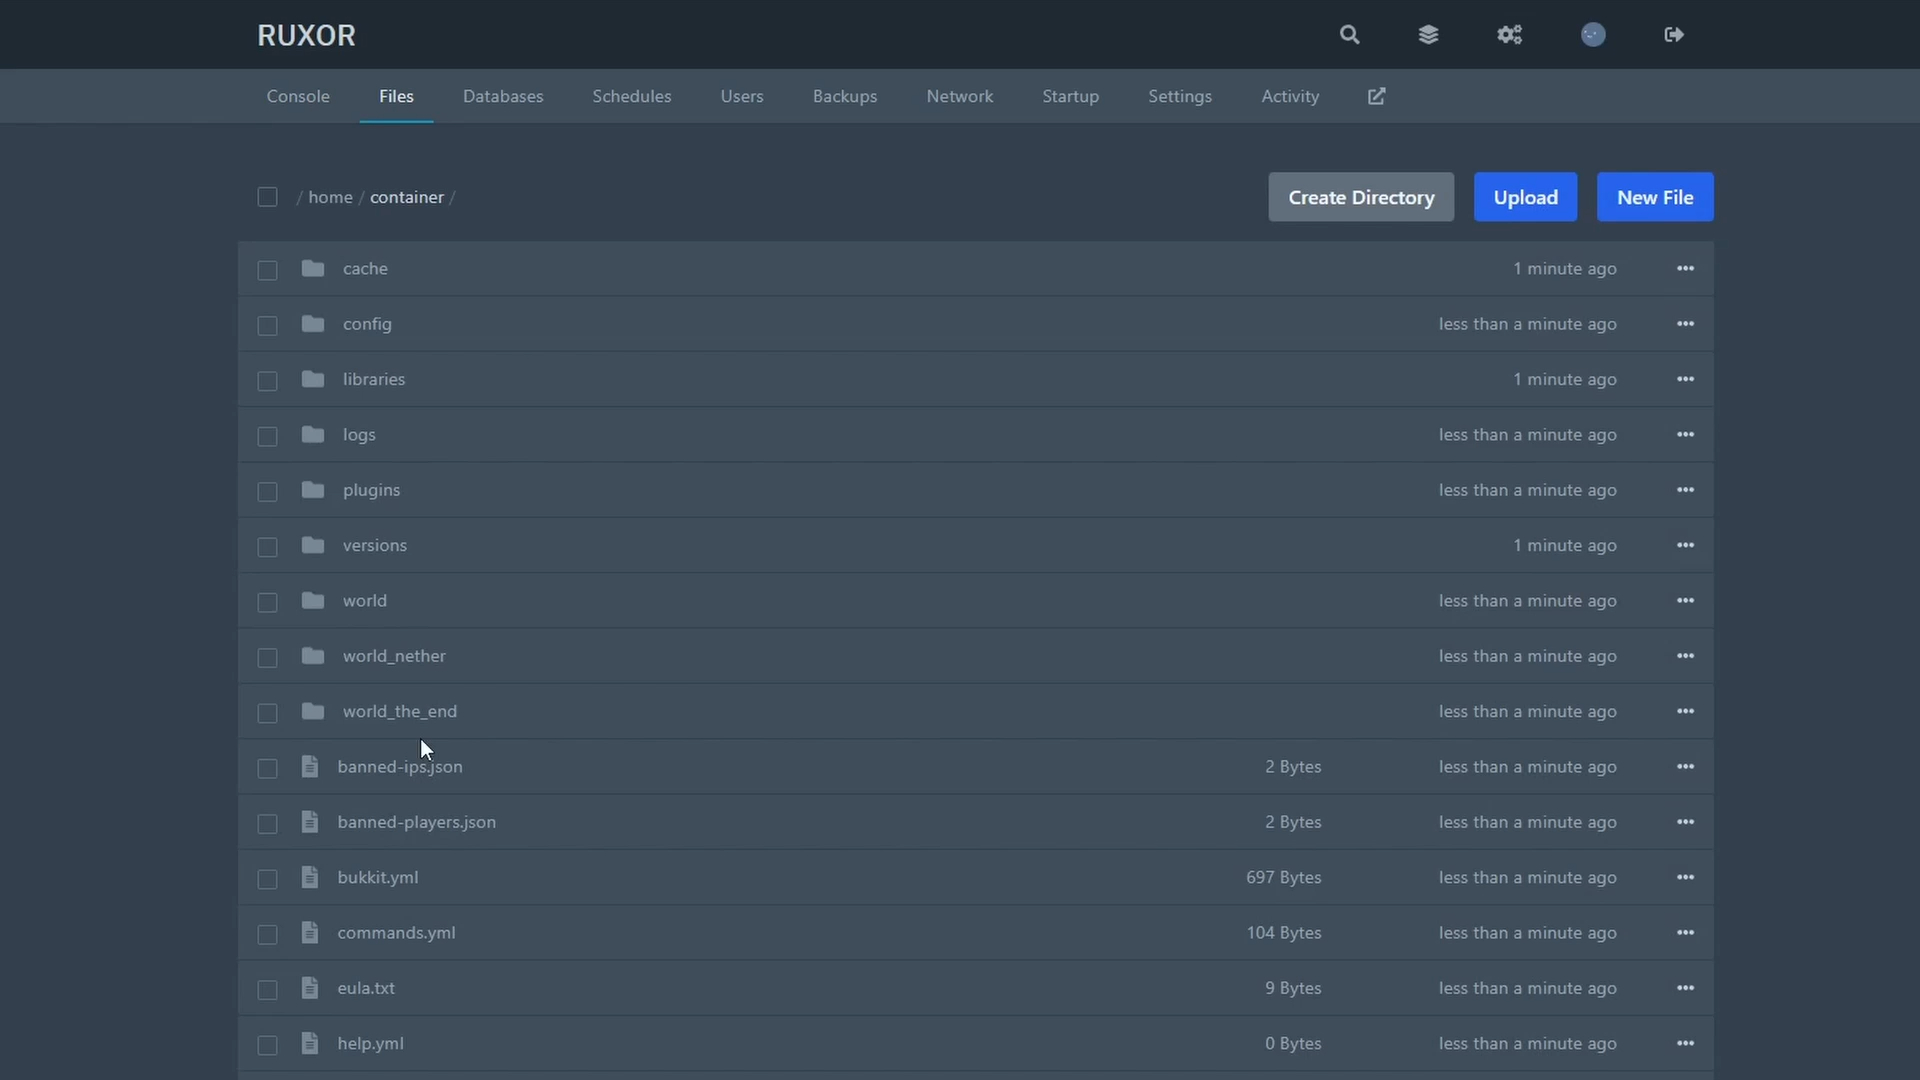 RUXOR
Console Files Databases Schedules Users Backups Network Startup Settings Activity
/ home / container /
Create Directory Upload New File
cache 1 minute ago
config less than a minute ago
libraries 1 minute ago
logs less than a minute ago
plugins less than a minute ago
versions 1 minute ago
world less than a minute ago
world_nether less than a minute ago
world_the_end less than a minute ago
banned-ips.json 2 Bytes less than a minute ago
banned-players.json 2 Bytes less than a minute ago
bukkit.yml 697 Bytes less than a minute ago
commands.yml 104 Bytes less than a minute ago
eula.txt 9 Bytes less than a minute ago
help.yml 0 Bytes less than a minute ago